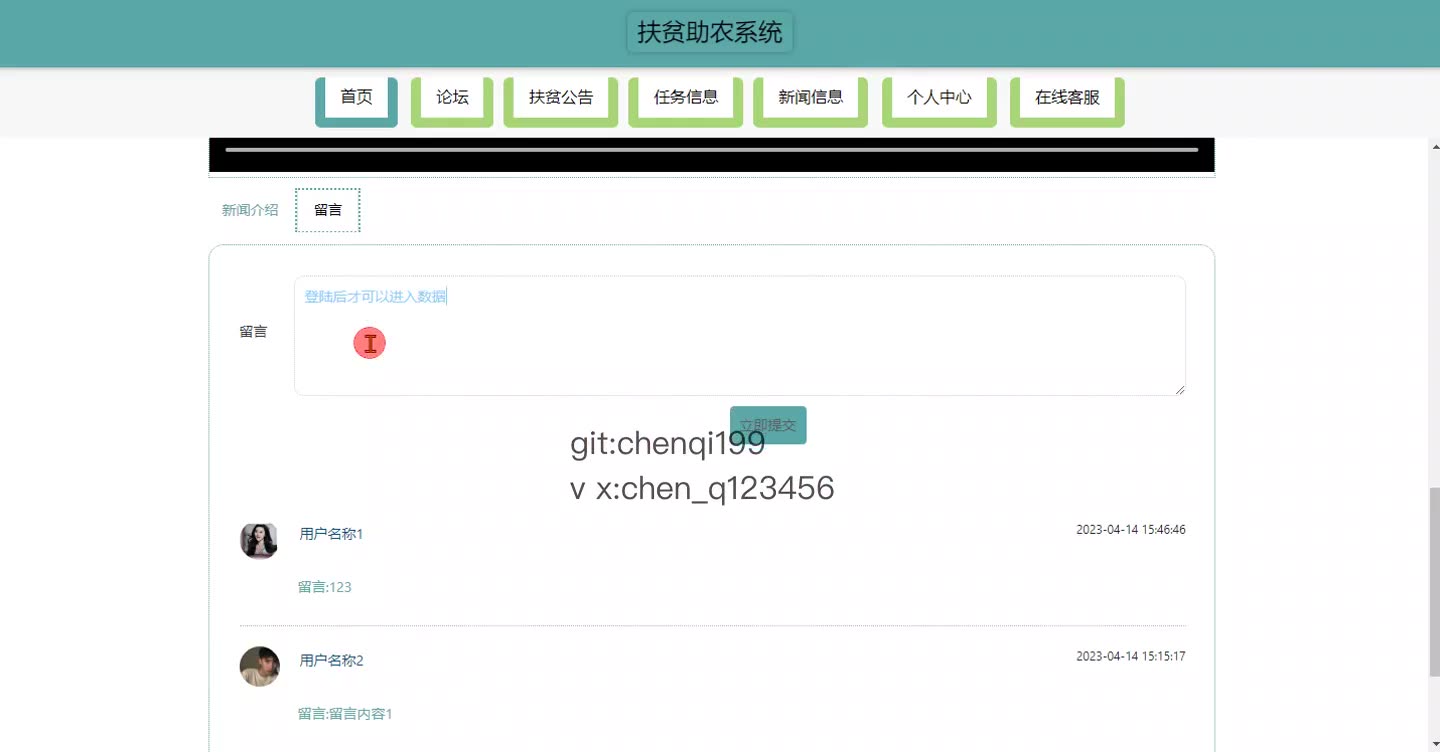 扶贫助农系统
首页 论坛 扶贫公告 任务信息 新闻信息 个人中心 在线客服
新闻介绍 留言
登陆后才可以进入数据
留言
立即提交
git:chenqi199
v x:chen_q123456
用户名称1 2023-04-14 15:46:46
留言:123
用户名称2 2023-04-14 15:15:17
留言:留言内容1